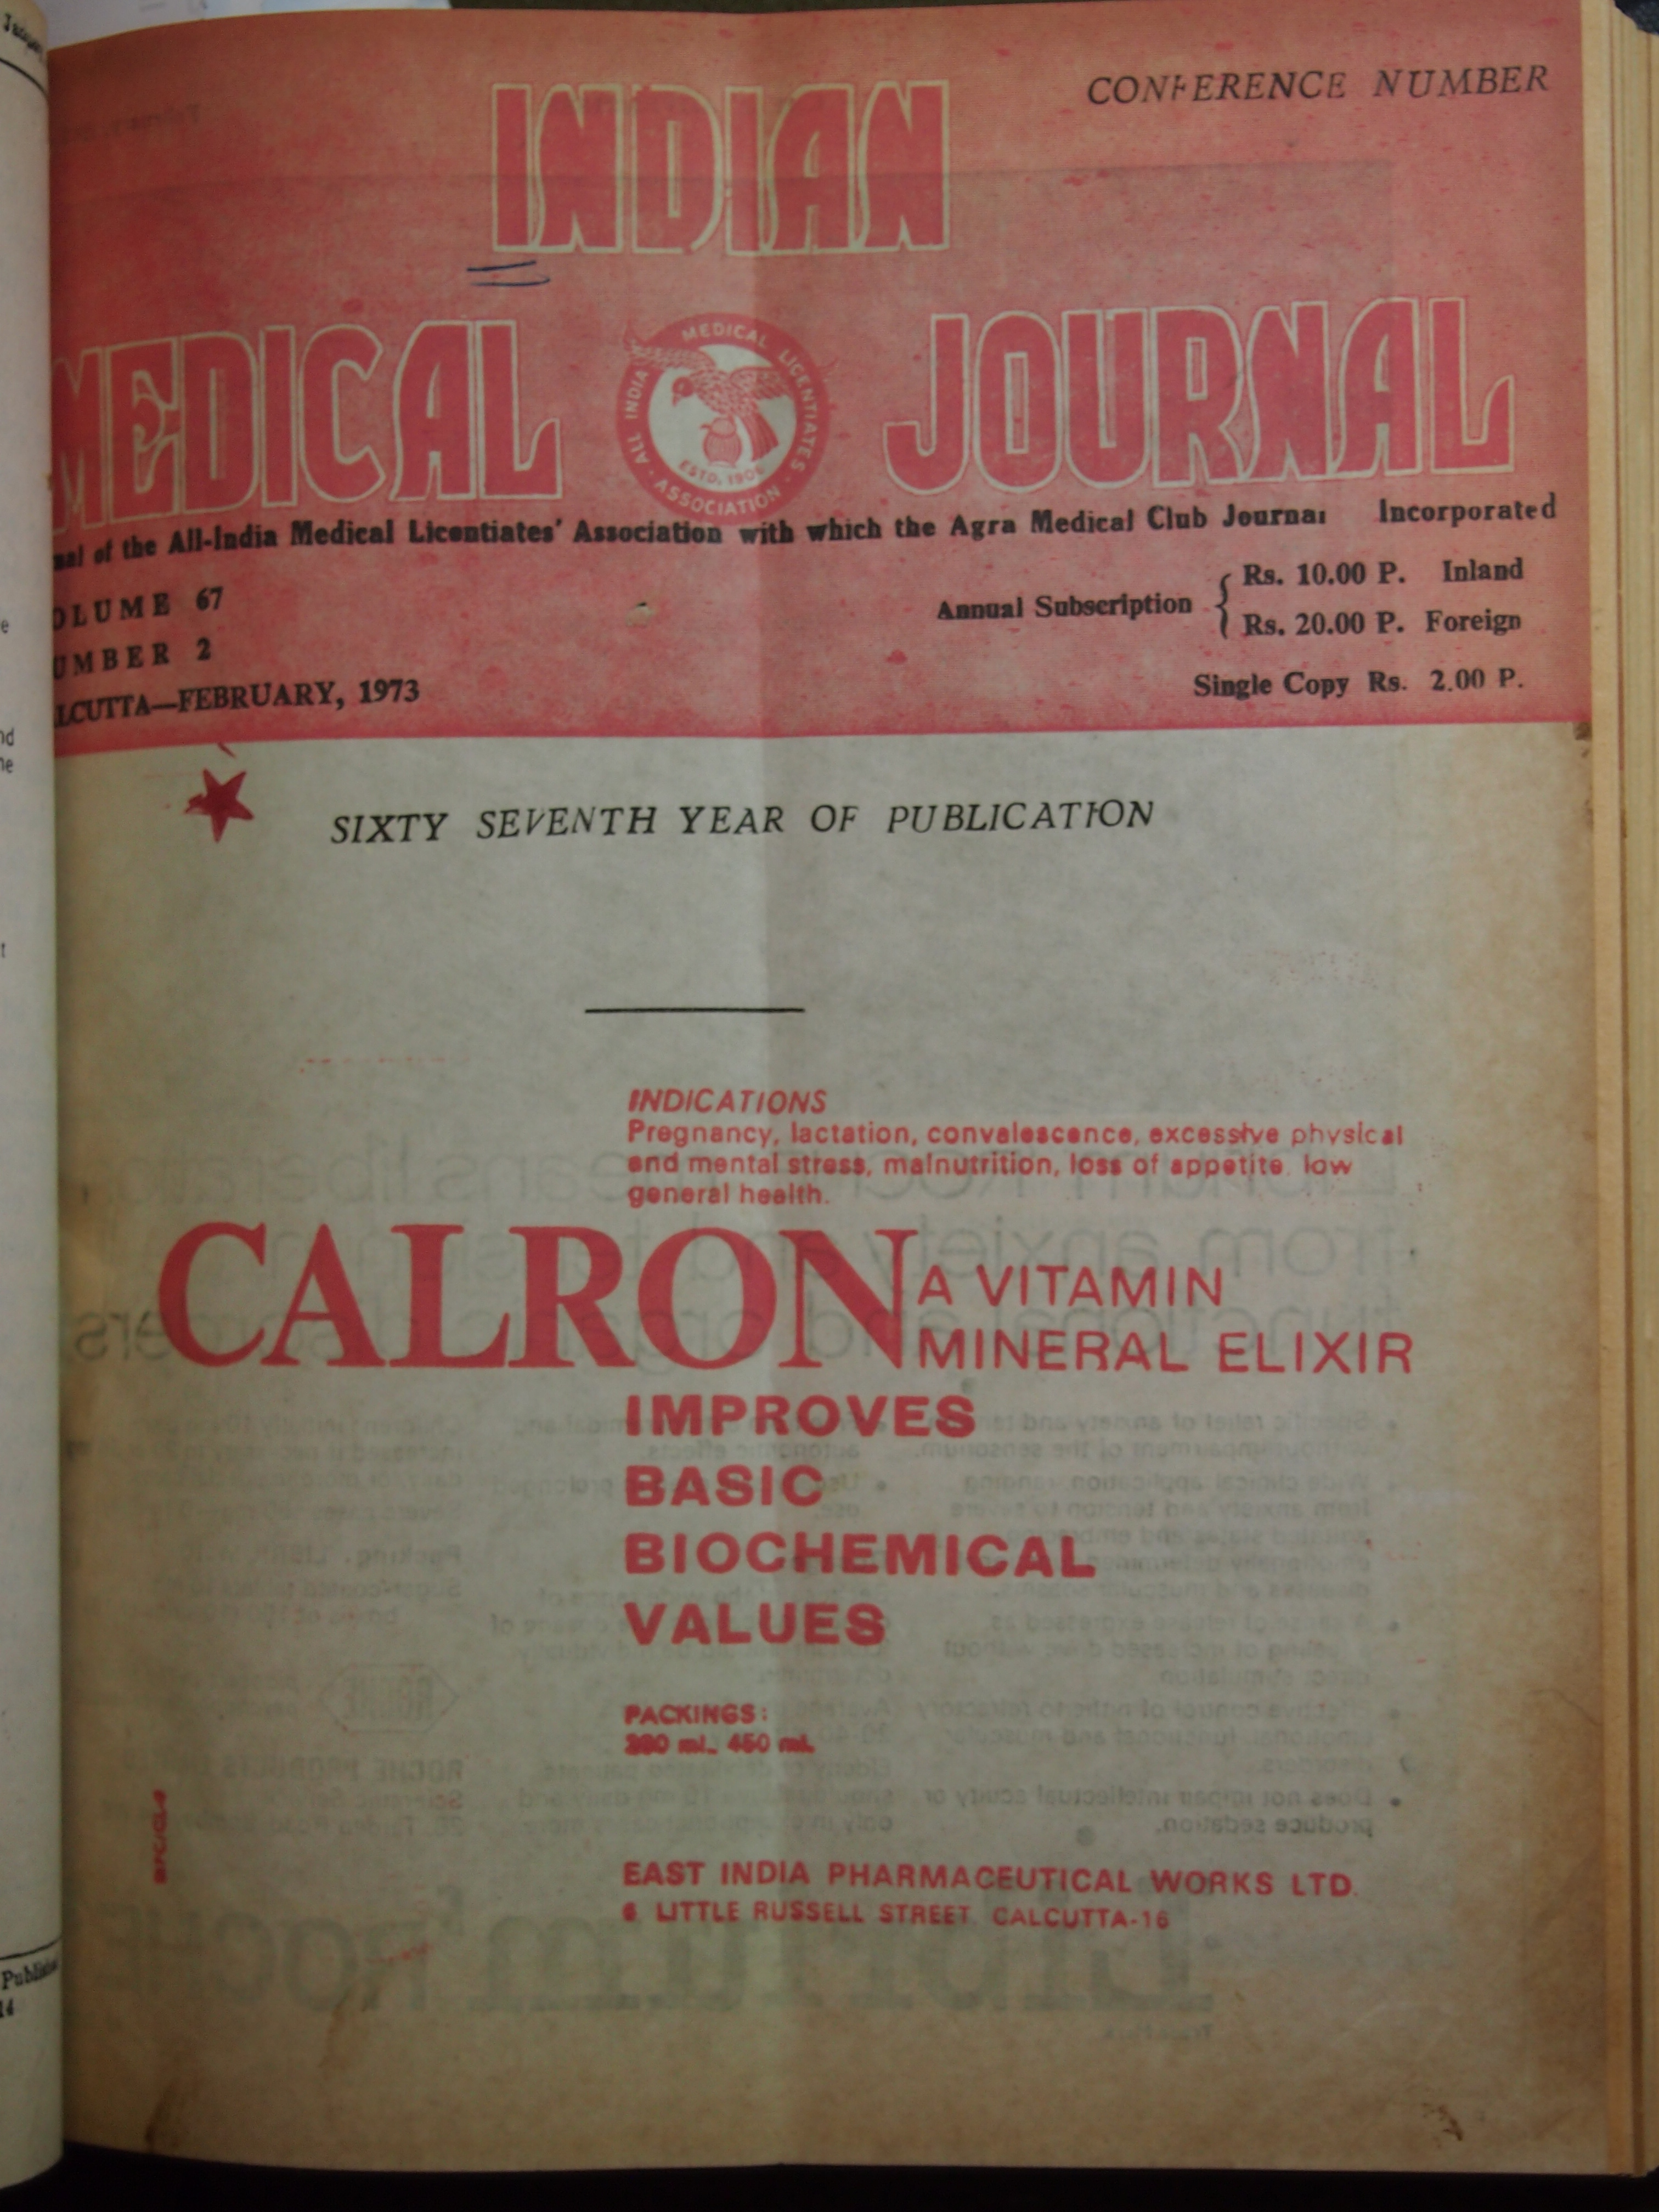 CONFERENCE NUMBER
INDIAN
MEDICAL JOURNAL
ALL INDIA MEDICAL LICENTIATES ASSOCIATION
ESTD. 190
of the All-India Medical Licentiates' Association with which the Agra Medical Club Journal Incorporated
OLUME 67
UMBER 2
LCUTTA—FEBRUARY, 1973
Annual Subscription { Rs. 10.00 P. Inland
Rs. 20.00 P. Foreign
Single Copy Rs. 2.00 P.
SIXTY SEVENTH YEAR OF PUBLICATION
INDICATIONS
Pregnancy, lactation, convalescence, excessive physical
and mental stress, malnutrition, loss of appetite, low
general health.
CALRON A VITAMIN
MINERAL ELIXIR
IMPROVES
BASIC
BIOCHEMICAL
VALUES
PACKINGS:
ml., 450 ml.
EAST INDIA PHARMACEUTICAL WORKS LTD.
6 LITTLE RUSSELL STREET CALCUTTA-16